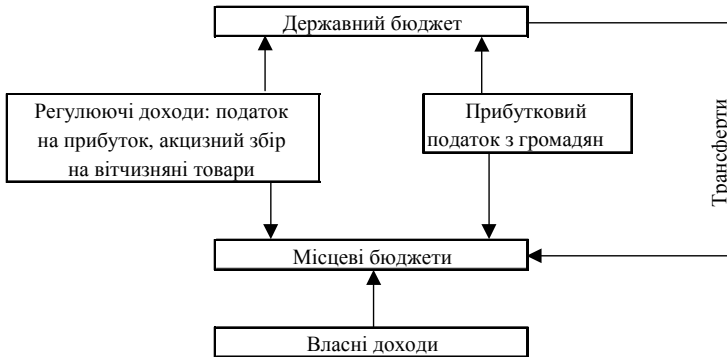 Державний бюджет
Регулюючі доходи: податок
на прибуток, акцизний збір
на вітчизняні товари
Прибутковий
податок з громадян
Трансферти
Місцеві бюджети
Власні доходи